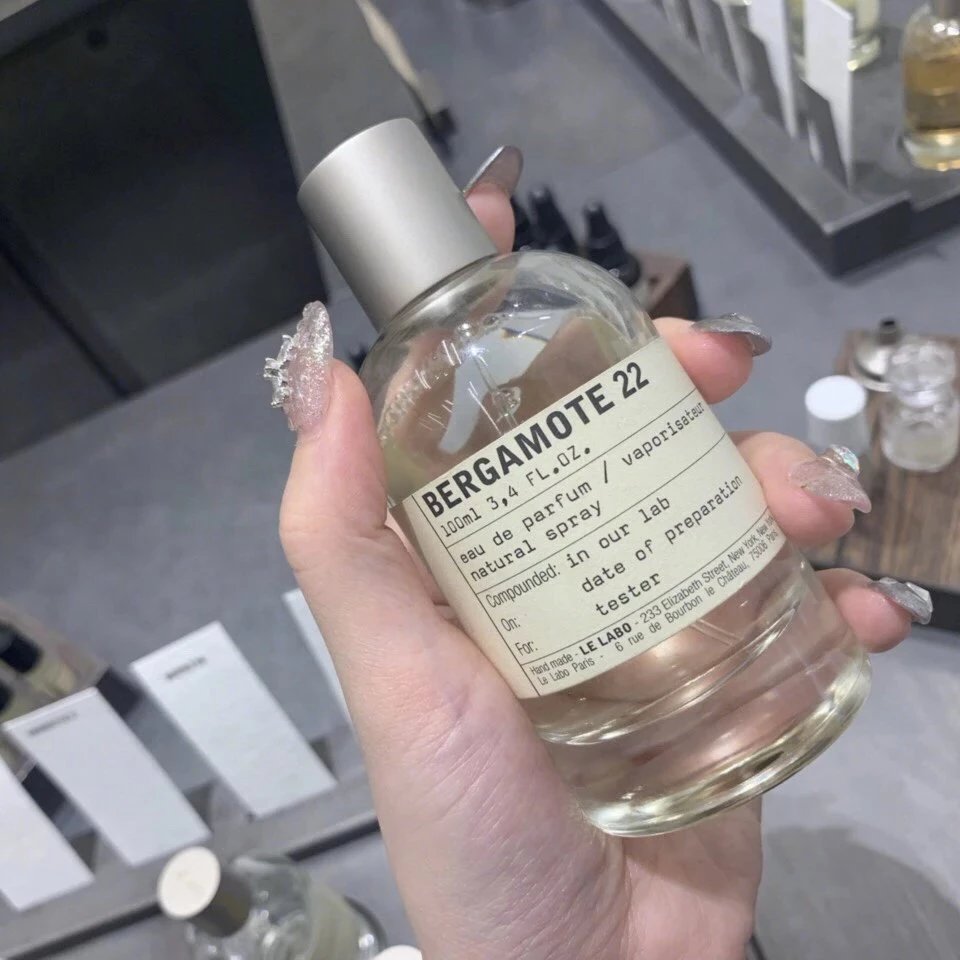 BERGAMOTE 22
100ml 3,4 FL.OZ.
eau de parfum / vaporisateur
natural spray
Compounded: in our lab
On: date of preparation
For: tester
Hand made - LE LABO - 233 Elizabeth Street, New York, New York
Le Labo Paris - 6 rue de Bourbon le Château, 75006 Paris